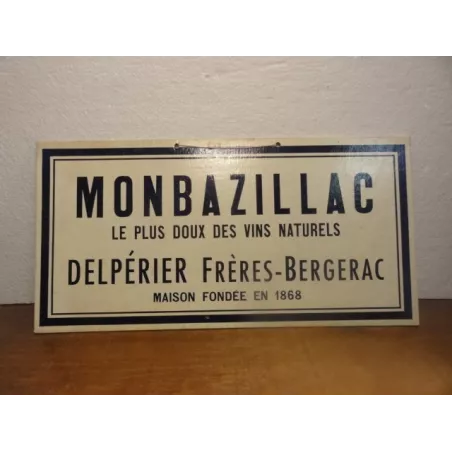 MONBAZILLAC
LE PLUS DOUX DES VINS NATURELS
DELPÉRIER FRÈRES-BERGERAC
MAISON FONDÉE EN 1868